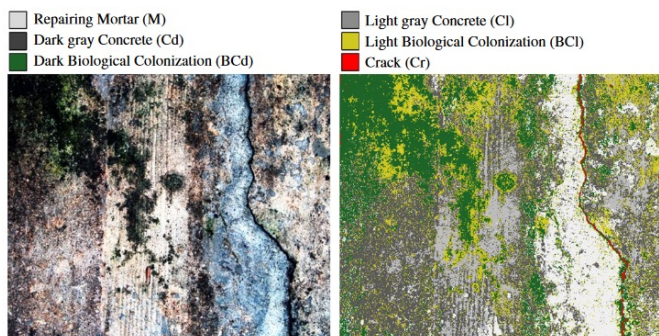 Repairing Mortar (M)
Dark gray Concrete (Cd)
Dark Biological Colonization (BCd)
Light gray Concrete (Cl)
Light Biological Colonization (BCl)
Crack (Cr)